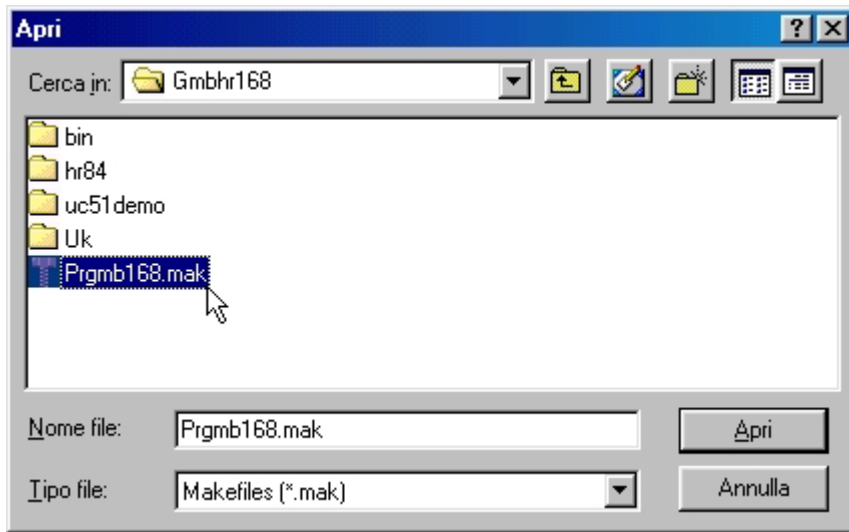 Apri
Cerca in: Gmbhr168
bin
hr84
uc51demo
Uk
Prgmb168.mak
Nome file: Prgmb168.mak Apri
Tipo file: Makefiles (*.mak) Annulla